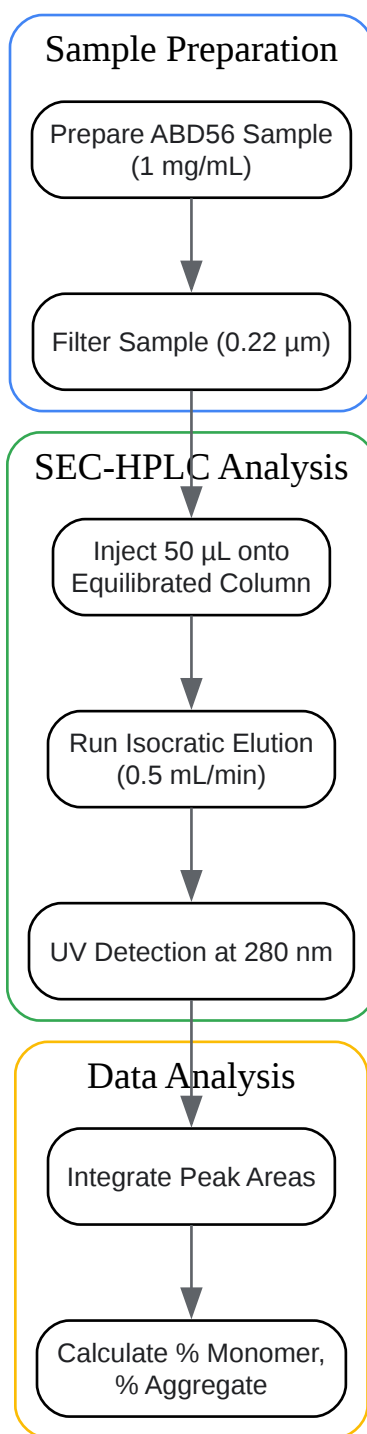 Sample Preparation
Prepare ABD56 Sample
(1 mg/mL)
Filter Sample (0.22 µm)
SEC-HPLC Analysis
Inject 50 µL onto
Equilibrated Column
Run Isocratic Elution
(0.5 mL/min)
UV Detection at 280 nm
Data Analysis
Integrate Peak Areas
Calculate % Monomer,
% Aggregate